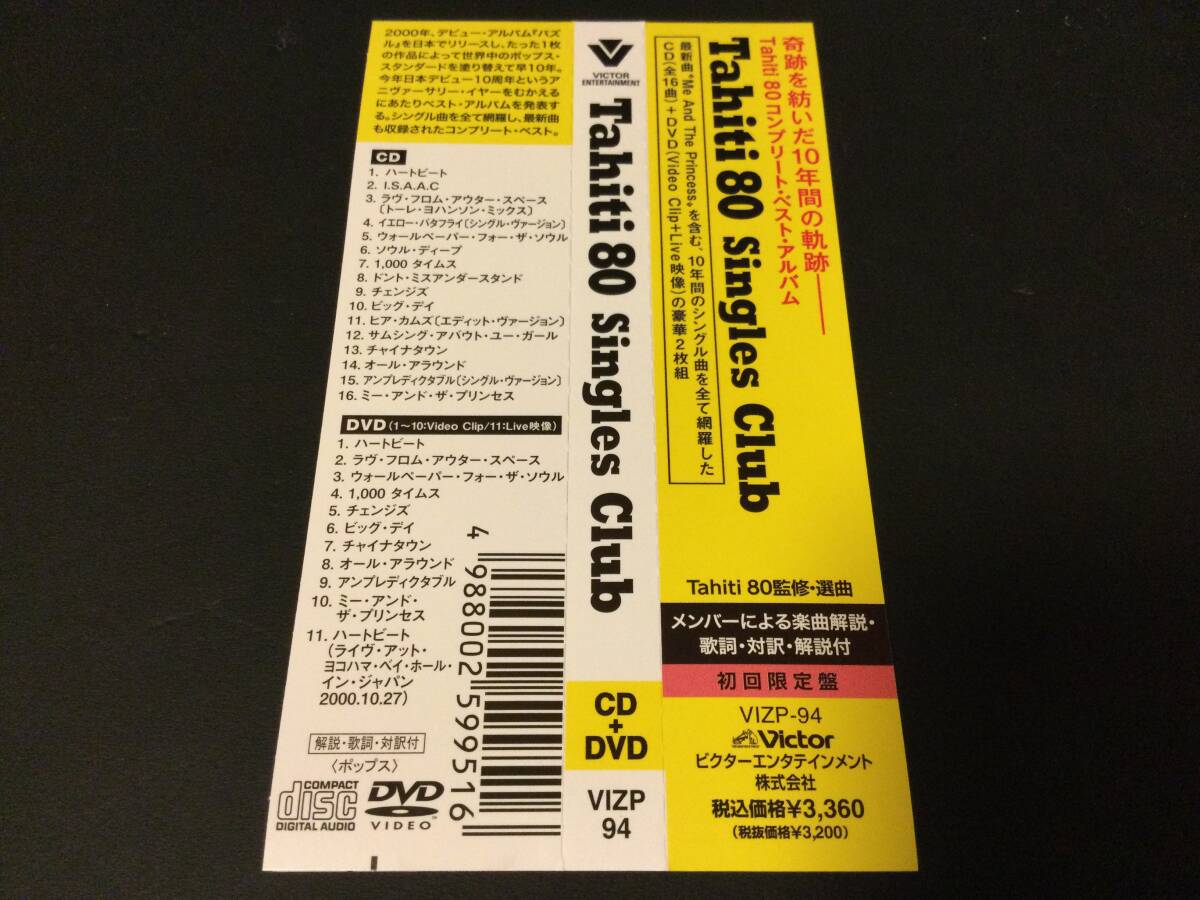 2000年、デビュー・アルバム『パズ
ル』を日本でリリースし、たった1枚
の作品によって世界中のポップス・
スタンダードを塗り替えて早10年。
今年日本デビュー10周年というア
ニヴァーサリー・イヤーをむかえる
にあたりベスト・アルバムを発表す
る。シングル曲を全て網羅し、最新曲
も収録されたコンプリート・ベスト。
CD
1. ハートビート
2. I.S.A.A.C
3. ラヴ・フロム・アウター・スペース
〔トーレ・ヨハンソン・ミックス〕
4. イエロー・バタフライ〔シングル・ヴァージョン〕
5. ウォールペーパー・フォー・ザ・ソウル
6. ソウル・ディープ
7. 1,000 タイムス
8. ドント・ミスアンダースタンド
9. チェンジズ
10. ビッグ・デイ
11. ヒア・カムズ〔エディット・ヴァージョン〕
12. サムシング・アバウト・ユー・ガール
13. チャイナタウン
14. オール・アラウンド
15. アンプレディクタブル〔シングル・ヴァージョン〕
16. ミー・アンド・ザ・プリンセス
DVD (1〜10:Video Clip/11:Live映像)
1. ハートビート
2. ラヴ・フロム・アウター・スペース
3. ウォールペーパー・フォー・ザ・ソウル
4. 1,000 タイムス
5. チェンジズ
6. ビッグ・デイ
7. チャイナタウン
8. オール・アラウンド
9. アンプレディクタブル
10. ミー・アンド・
ザ・プリンセス
11. ハートビート
(ライヴ・アット・
ヨコハマ・ベイ・ホール・
イン・ジャパン
2000.10.27)
4 988002 599516
解説・歌詞・対訳付
〈ポップス〉
COMPACT
disc
DIGITAL AUDIO
DVD
VIDEO
VICTOR
ENTERTAINMENT
Tahiti 80 Singles Club
CD
+
DVD
VIZP
94
奇跡を紡いだ10年間の軌跡――
Tahiti 80コンプリート・ベスト・アルバム
Tahiti 80 Singles Club
最新曲“Me And The Princess”を含む、10年間のシングル曲を全て網羅した
CD(全16曲)+DVD(Video Clip+Live映像)の豪華2枚組
Tahiti 80監修・選曲
メンバーによる楽曲解説・
歌詞・対訳・解説付
初回限定盤
VIZP-94
Victor
ビクターエンタテインメント
株式会社
税込価格¥3,360
(税抜価格¥3,200)